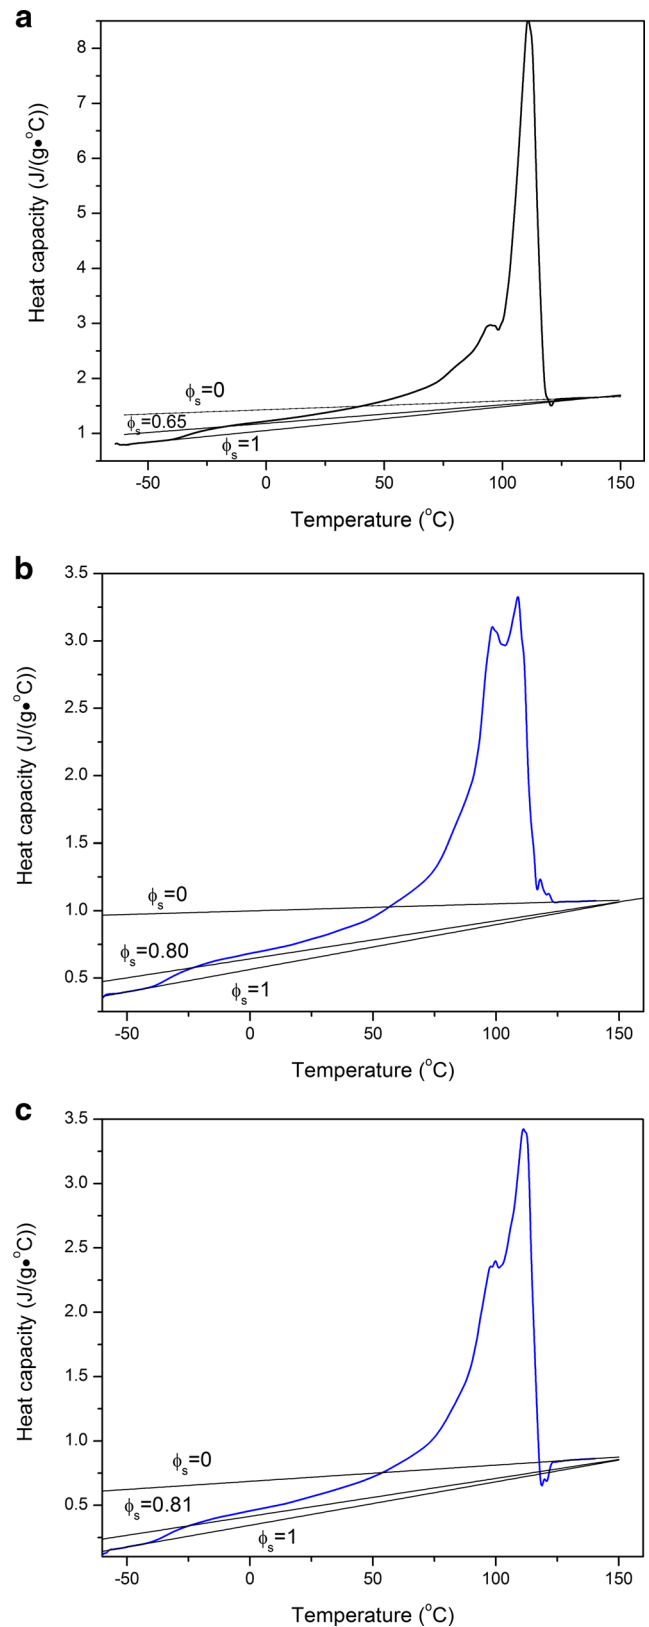 a
8
7
6
5
4
3
2
1
Heat capacity (J/(g•°C))
ϕs=0
ϕs=0.65
ϕs=1
-50 0 50 100 150
Temperature (°C)
b
3.5
3.0
2.5
2.0
1.5
1.0
0.5
Heat capacity (J/(g•°C))
ϕs=0
ϕs=0.80
ϕs=1
-50 0 50 100 150
Temperature (°C)
c
3.5
3.0
2.5
2.0
1.5
1.0
0.5
Heat capacity (J/(g•°C))
ϕs=0
ϕs=0.81
ϕs=1
-50 0 50 100 150
Temperature (°C)